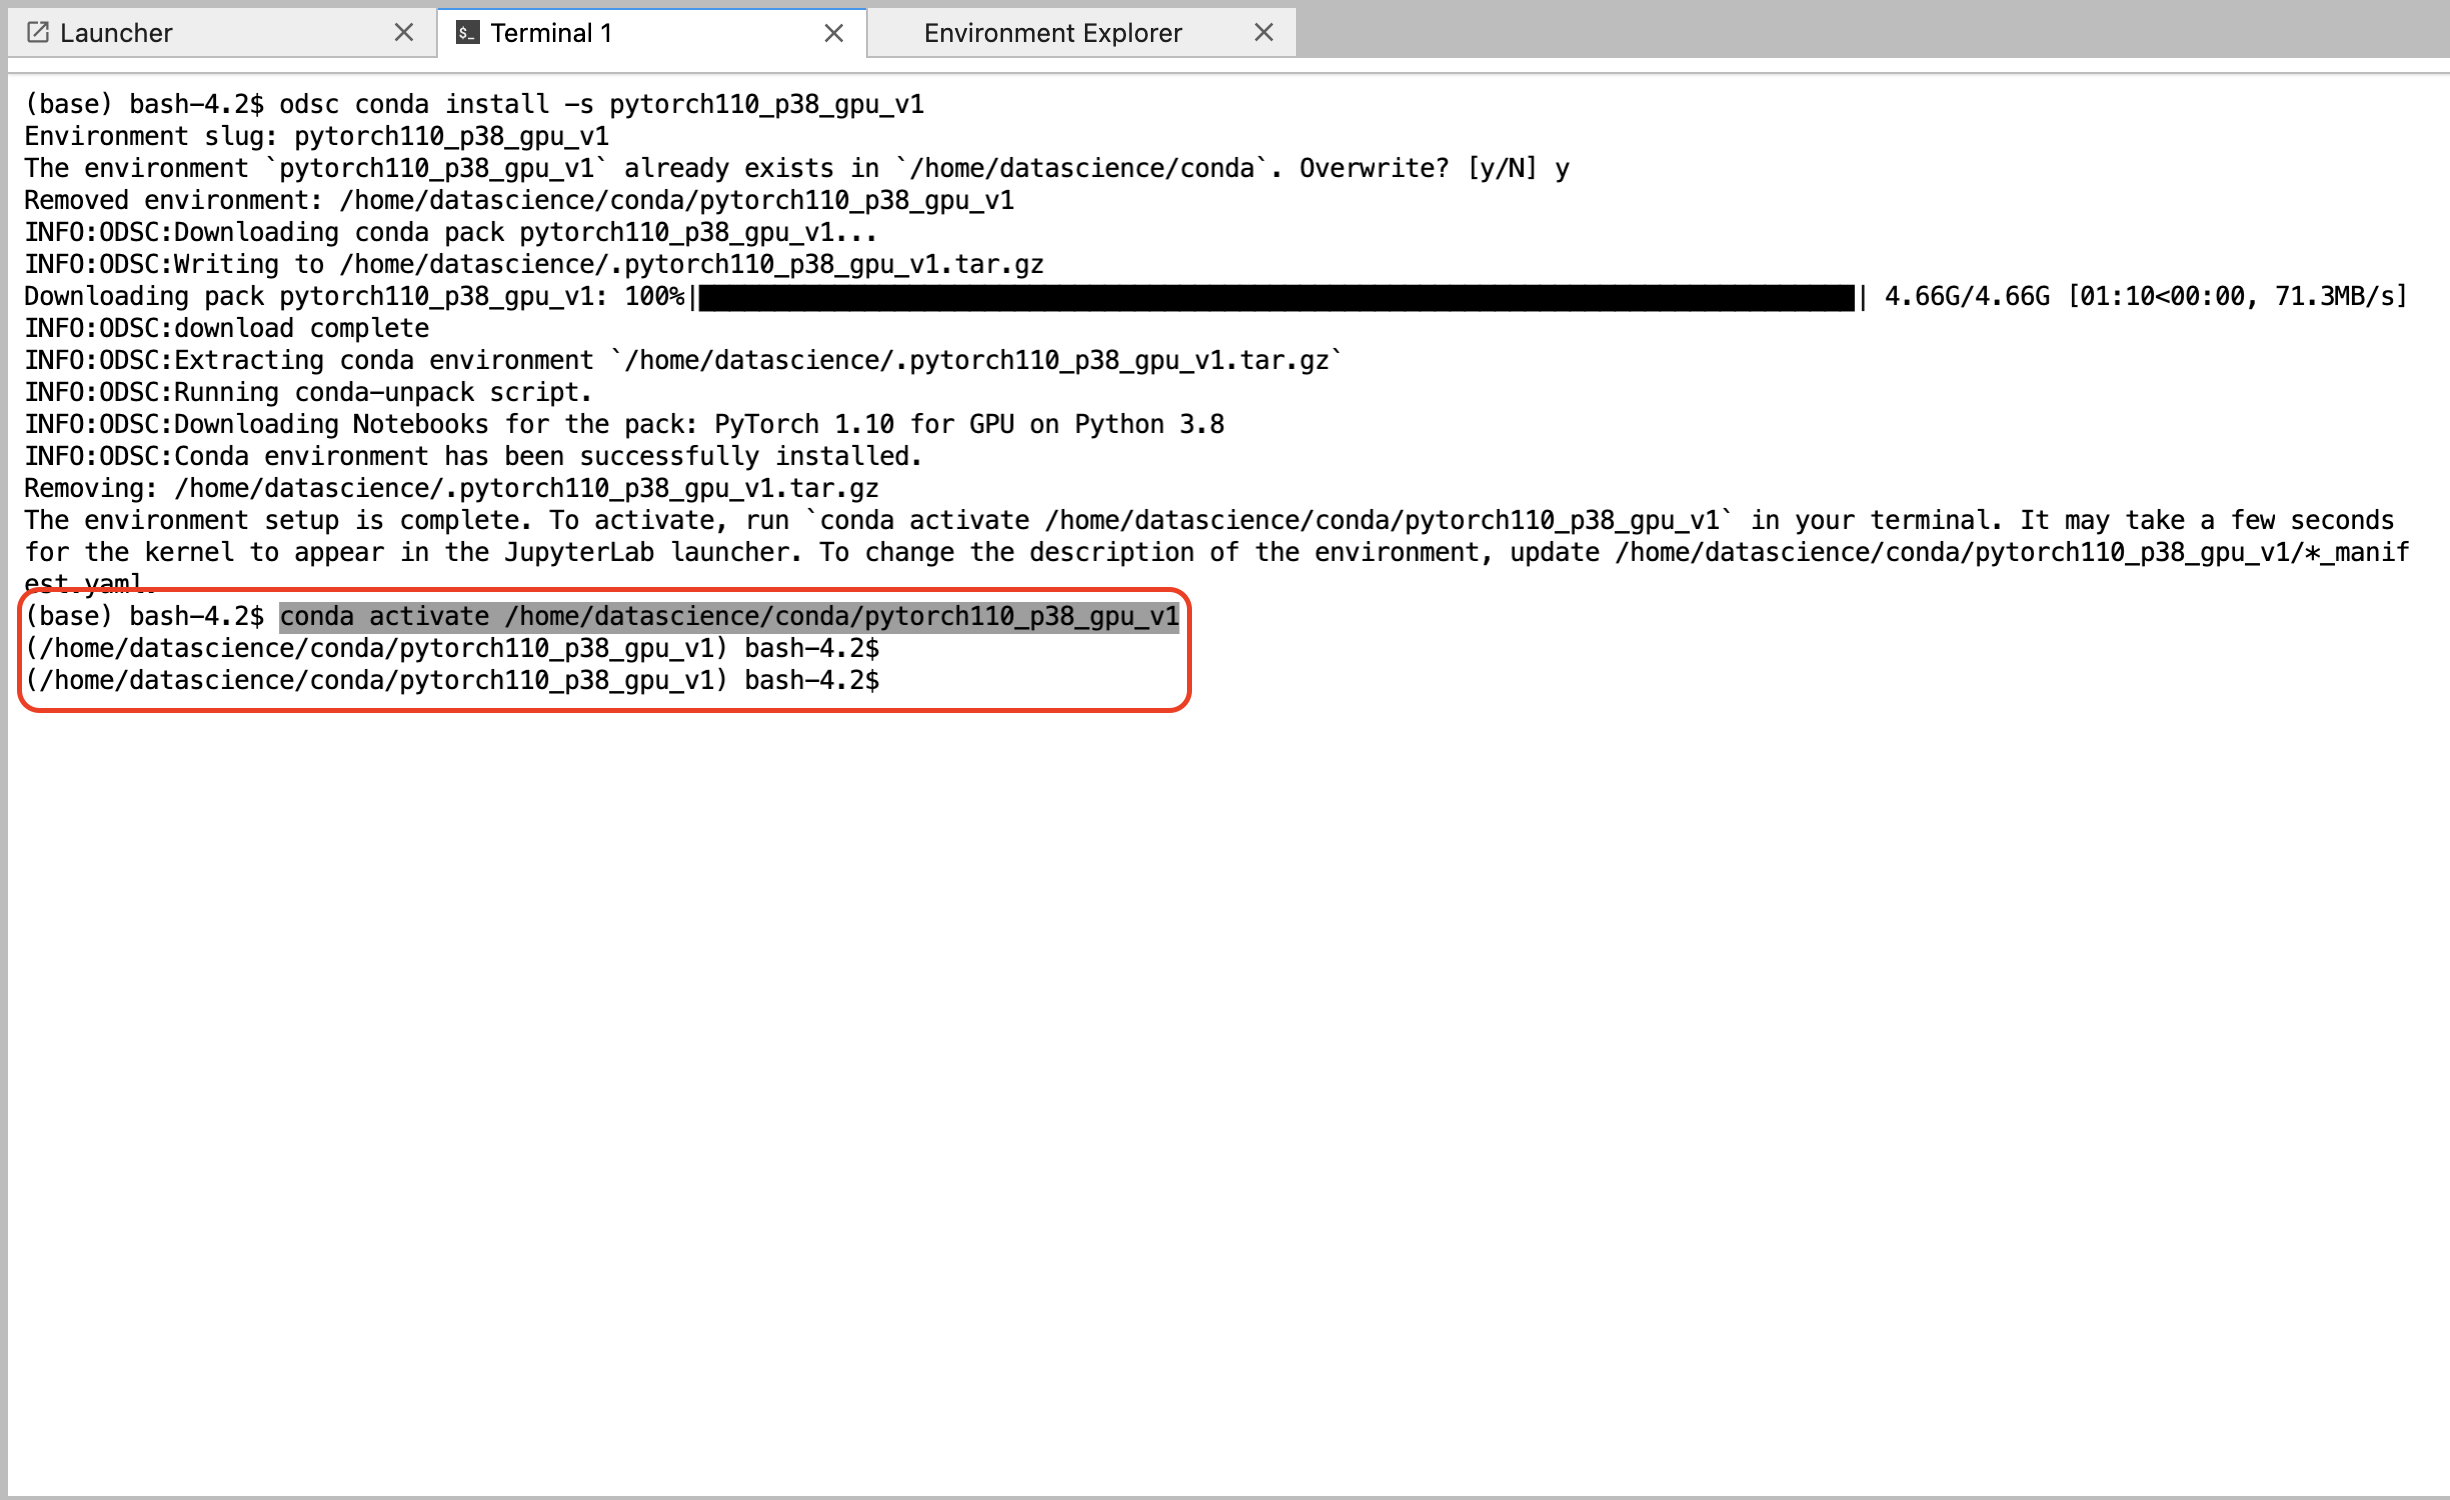 Launcher
Terminal 1
Environment Explorer
(base) bash-4.2$ odsc conda install -s pytorch110_p38_gpu_v1
Environment slug: pytorch110_p38_gpu_v1
The environment `pytorch110_p38_gpu_v1` already exists in `/home/datascience/conda`. Overwrite? [y/N] y
Removed environment: /home/datascience/conda/pytorch110_p38_gpu_v1
INFO:ODSC:Downloading conda pack pytorch110_p38_gpu_v1...
INFO:ODSC:Writing to /home/datascience/.pytorch110_p38_gpu_v1.tar.gz
Downloading pack pytorch110_p38_gpu_v1: 100%|| 4.66G/4.66G [01:10<00:00, 71.3MB/s]
INFO:ODSC:download complete
INFO:ODSC:Extracting conda environment `/home/datascience/.pytorch110_p38_gpu_v1.tar.gz`
INFO:ODSC:Running conda-unpack script.
INFO:ODSC:Downloading Notebooks for the pack: PyTorch 1.10 for GPU on Python 3.8
INFO:ODSC:Conda environment has been successfully installed.
Removing: /home/datascience/.pytorch110_p38_gpu_v1.tar.gz
The environment setup is complete. To activate, run `conda activate /home/datascience/conda/pytorch110_p38_gpu_v1` in your terminal. It may take a few seconds
for the kernel to appear in the JupyterLab launcher. To change the description of the environment, update /home/datascience/conda/pytorch110_p38_gpu_v1/*_manif
est.yaml.
(base) bash-4.2$ conda activate /home/datascience/conda/pytorch110_p38_gpu_v1
(/home/datascience/conda/pytorch110_p38_gpu_v1) bash-4.2$
(/home/datascience/conda/pytorch110_p38_gpu_v1) bash-4.2$